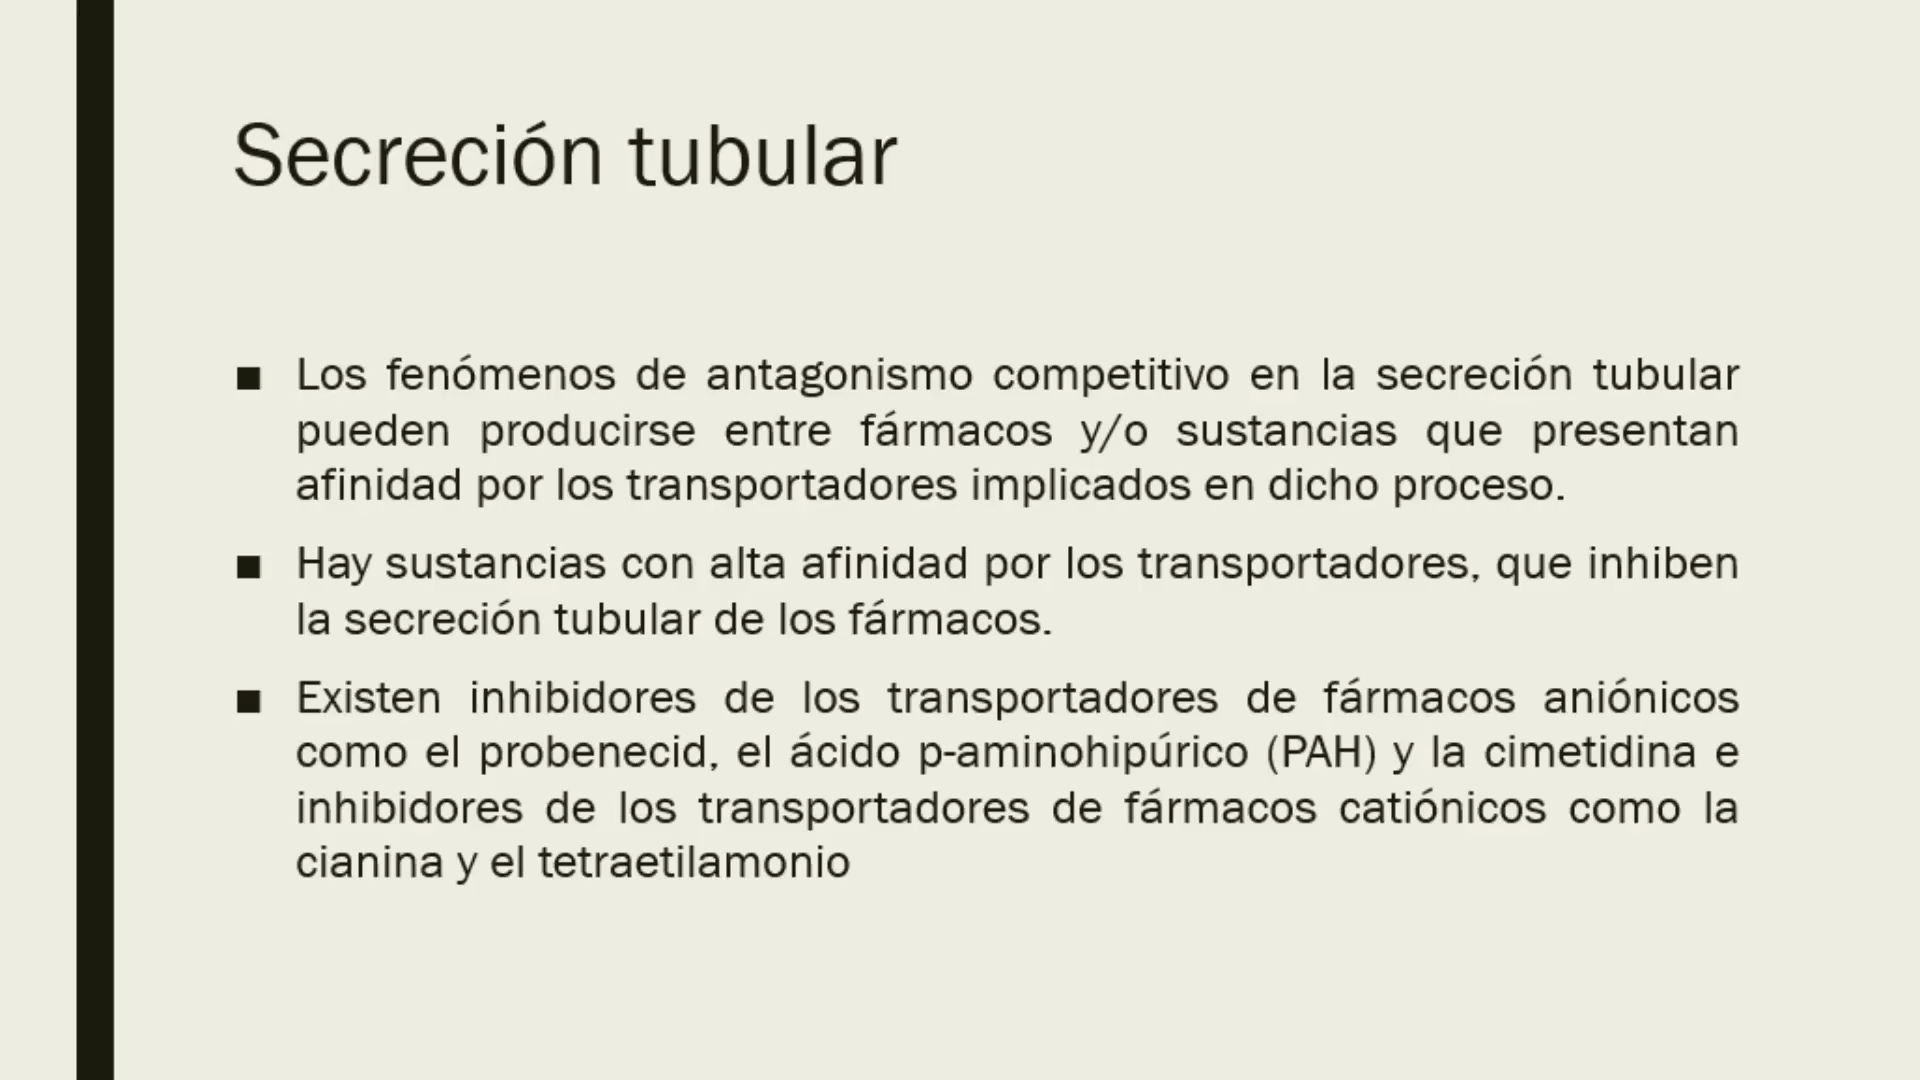 Secreción tubular
■ Los fenómenos de antagonismo competitivo en la secreción tubular
pueden producirse entre fármacos y/o sustancias que presentan
afinidad por los transportadores implicados en dicho proceso.
■ Hay sustancias con alta afinidad por los transportadores, que inhiben
la secreción tubular de los fármacos.
■ Existen inhibidores de los transportadores de fármacos aniónicos
como el probenecid, el ácido p-aminohipúrico (PAH) y la cimetidina e
inhibidores de los transportadores de fármacos catiónicos como la
cianina y el tetraetilamonio